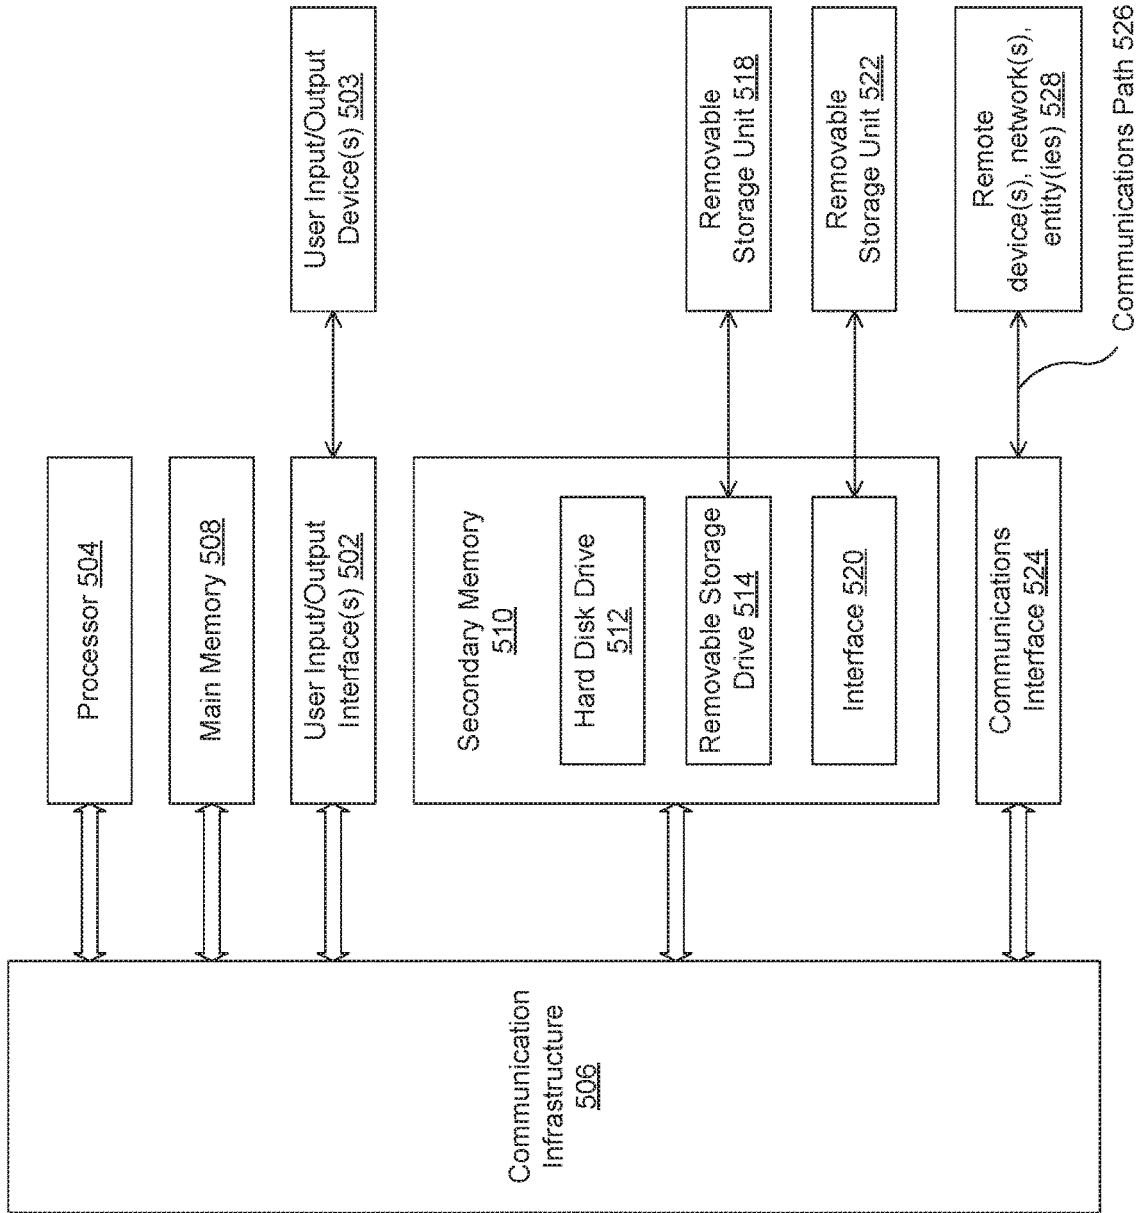 Communication
Infrastructure
506
Processor 504
Main Memory 508
User Input/Output
Interface(s) 502
User Input/Output
Device(s) 503
Secondary Memory
510
Hard Disk Drive
512
Removable Storage
Drive 514
Removable
Storage Unit 518
Interface 520
Removable
Storage Unit 522
Communications
Interface 524
Remote
device(s), network(s),
entity(ies) 528
Communications Path 526